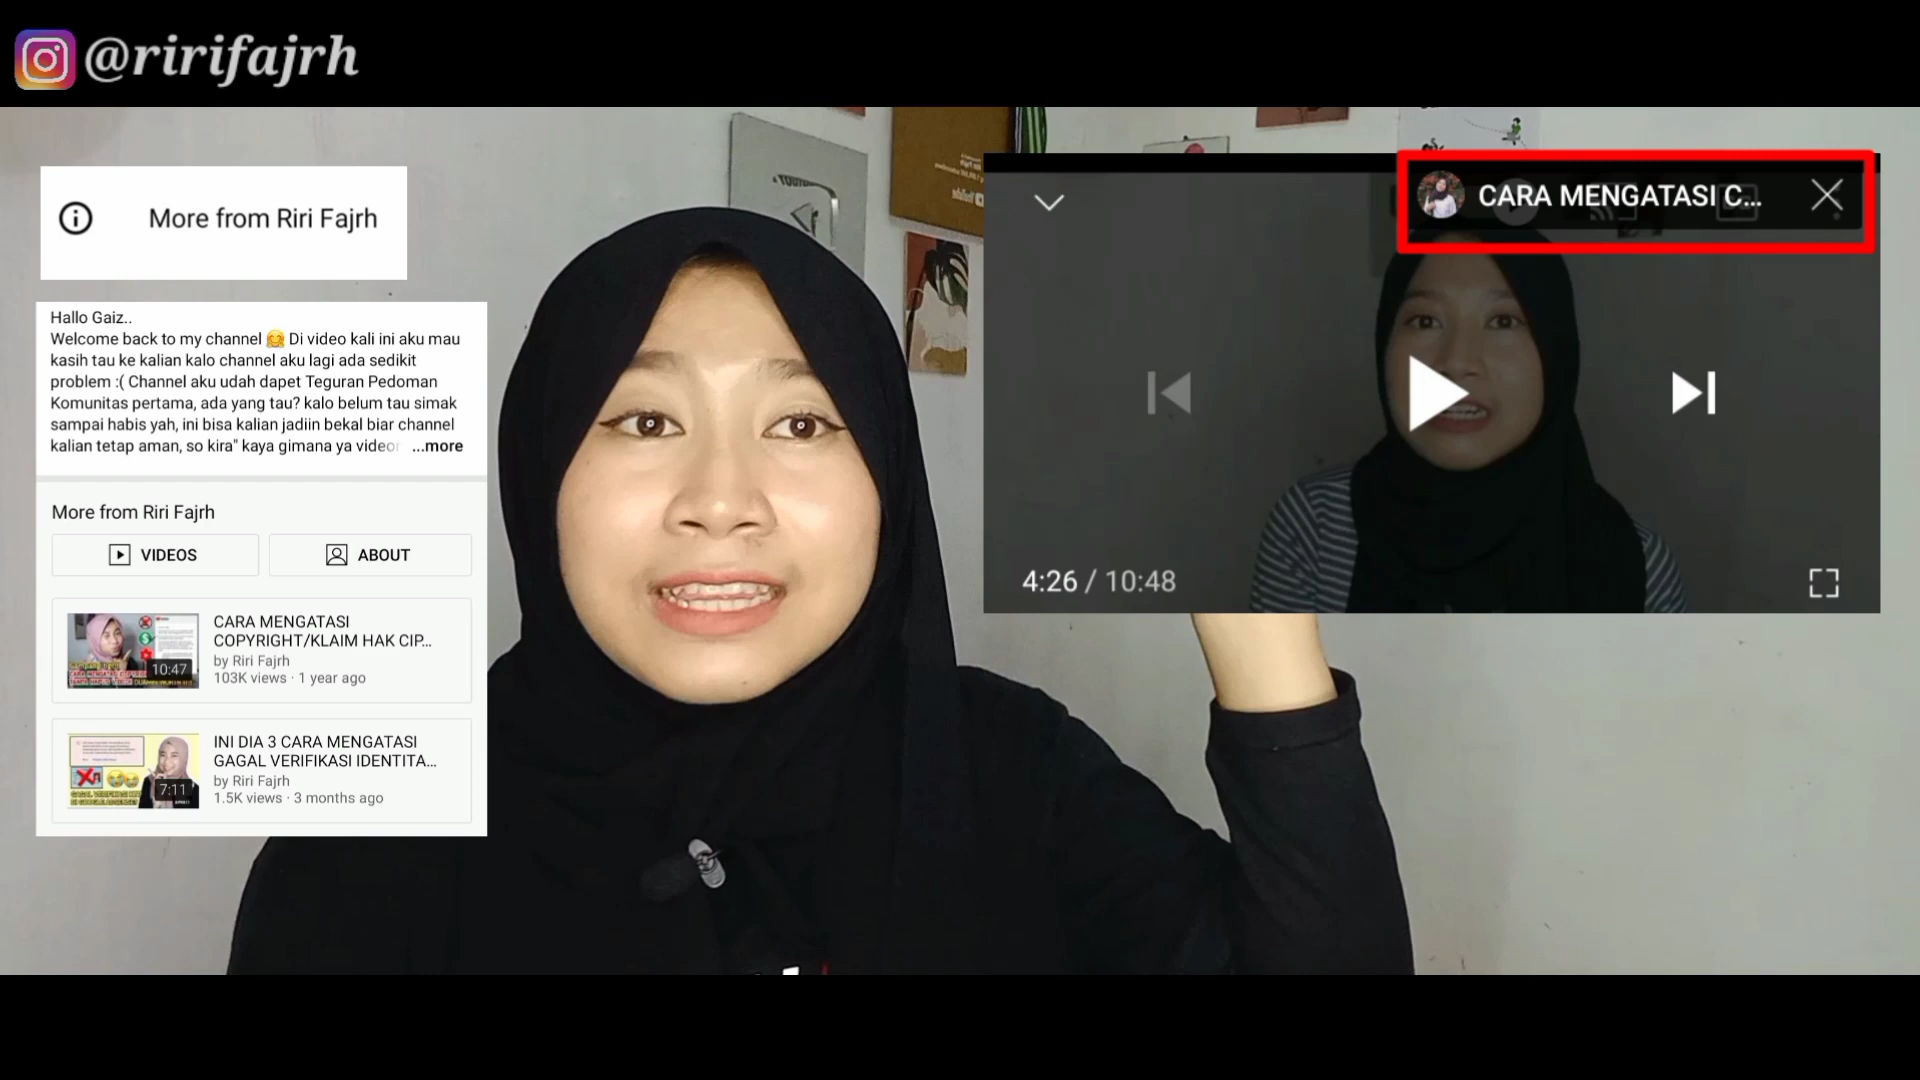 @ririfajrh
More from Riri Fajrh
Hallo Gaiz..
Welcome back to my channel 🤗 Di video kali ini aku mau
kasih tau ke kalian kalo channel aku lagi ada sedikit
problem :( Channel aku udah dapet Teguran Pedoman
Komunitas pertama, ada yang tau? kalo belum tau simak
sampai habis yah, ini bisa kalian jadiin bekal biar channel
kalian tetap aman, so kira" kaya gimana ya video ...more
More from Riri Fajrh
VIDEOS
ABOUT
10:47
CARA MENGATASI
COPYRIGHT/KLAIM HAK CIP...
by Riri Fajrh
103K views · 1 year ago
7:11
INI DIA 3 CARA MENGATASI
GAGAL VERIFIKASI IDENTITA...
by Riri Fajrh
1.5K views · 3 months ago
CARA MENGATASI C...
4:26 / 10:48